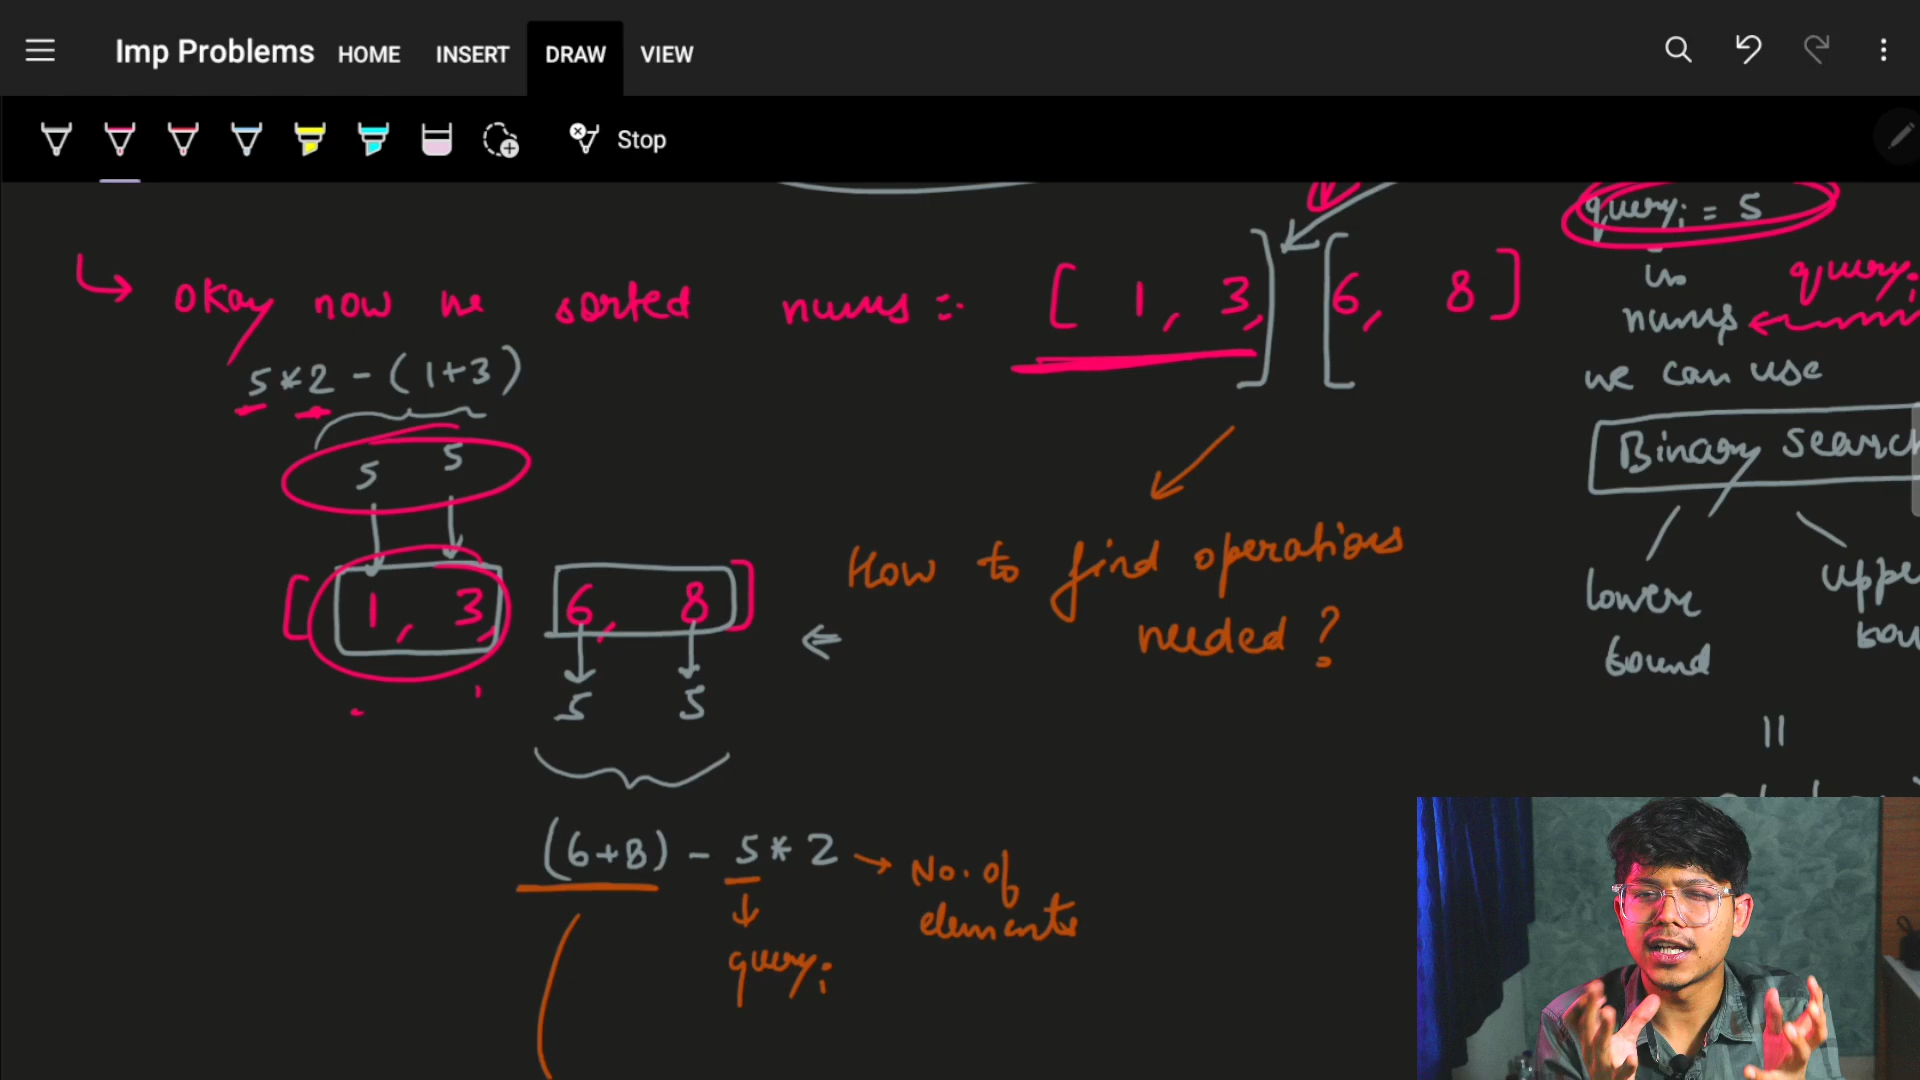 Imp Problems HOME INSERT DRAW VIEW
Stop
query i = 5
in
nums
query i
we can use
Binary search
lower
bound
okay now we sorted nums = [ 1 , 3, ] [ 6, 8 ]
5 * 2 - ( 1 + 3 )
5 5
[ 1 , 3, 6, 8 ]
5 5
How to find operations
needed ?
( 6 + 8 ) - 5 * 2 → No. of
elements
query i